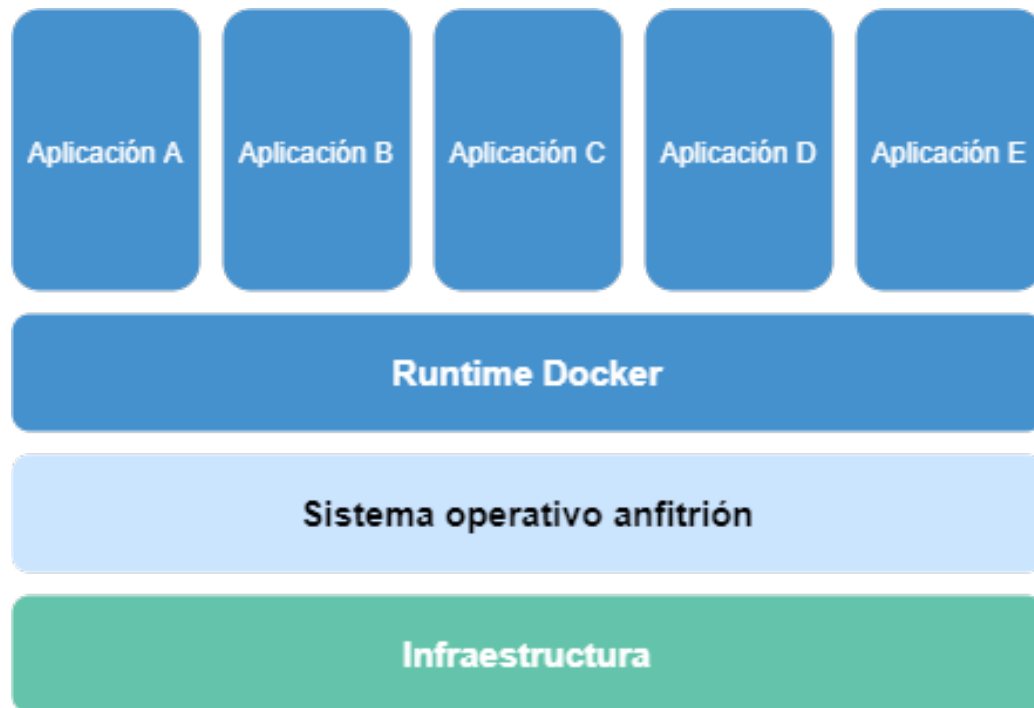 Aplicación A
Aplicación B
Aplicación C
Aplicación D
Aplicación E
Runtime Docker
Sistema operativo anfitrión
Infraestructura